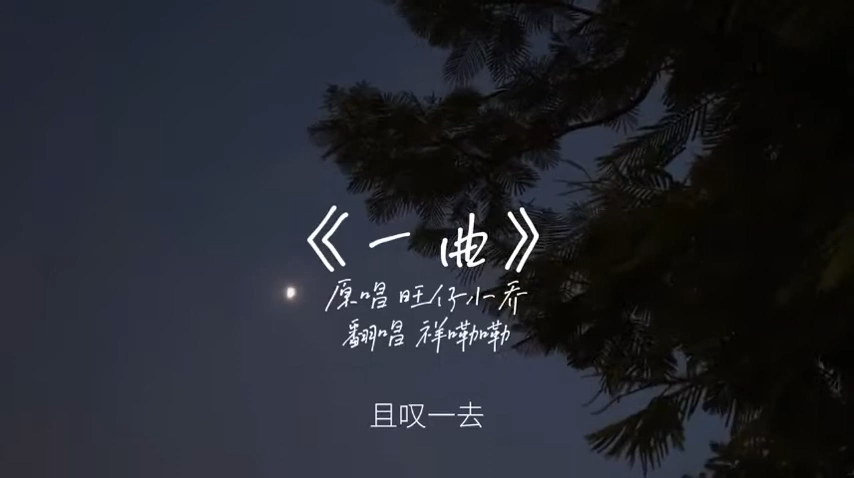 《一曲》
原唱 旺仔小乔
翻唱 祥嘞嘞
且叹一去